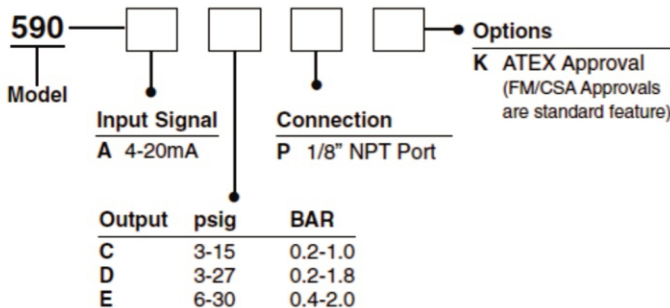 590
Model
Options
K ATEX Approval
(FM/CSA Approvals
are standard feature)
Input Signal
A 4-20mA
Connection
P 1/8” NPT Port
Output psig BAR
C 3-15 0.2-1.0
D 3-27 0.2-1.8
E 6-30 0.4-2.0